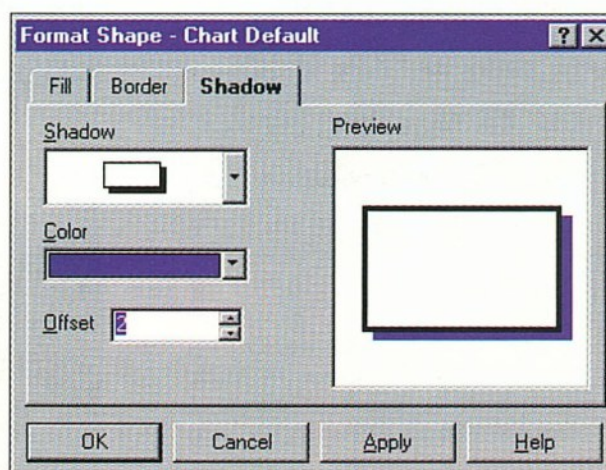 Format Shape - Chart Default
Fill Border Shadow
Shadow
Preview
Color
Offset 2
OK Cancel Apply Help